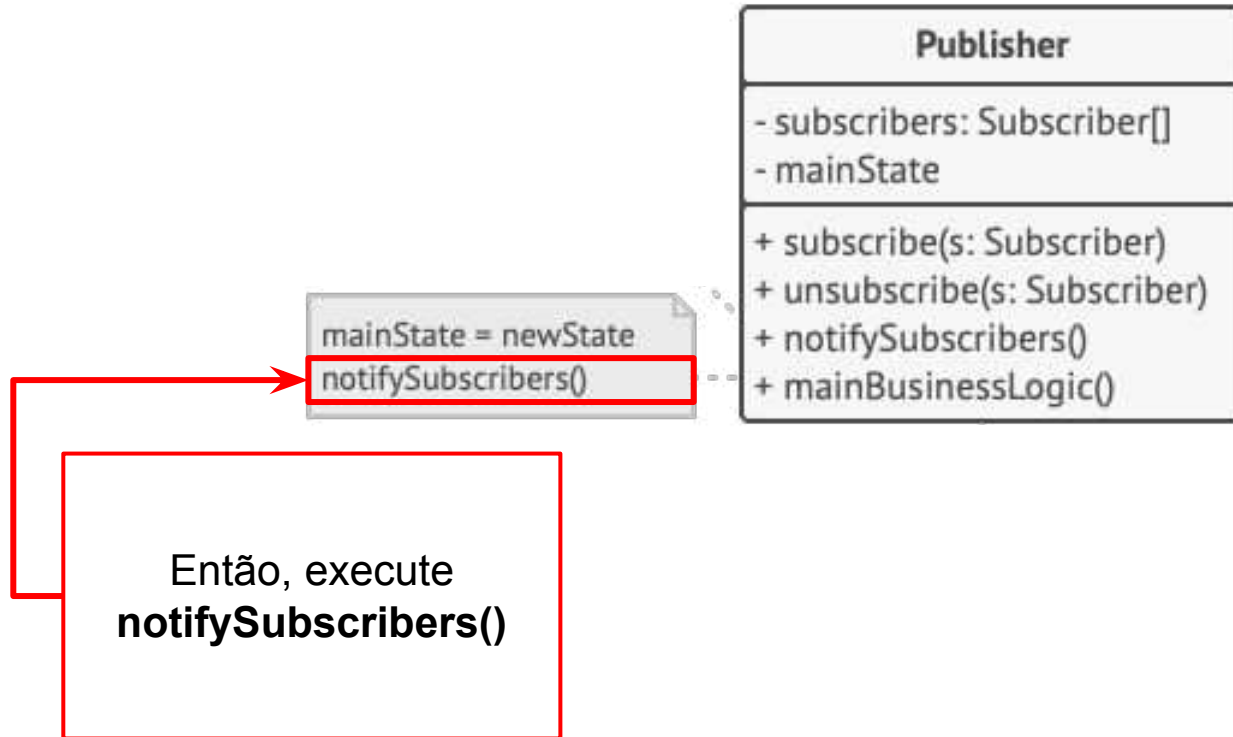 Publisher
- subscribers: Subscriber[]
- mainState
+ subscribe(s: Subscriber)
+ unsubscribe(s: Subscriber)
+ notifySubscribers()
+ mainBusinessLogic()
mainState = newState
notifySubscribers()
Então, execute
notifySubscribers()